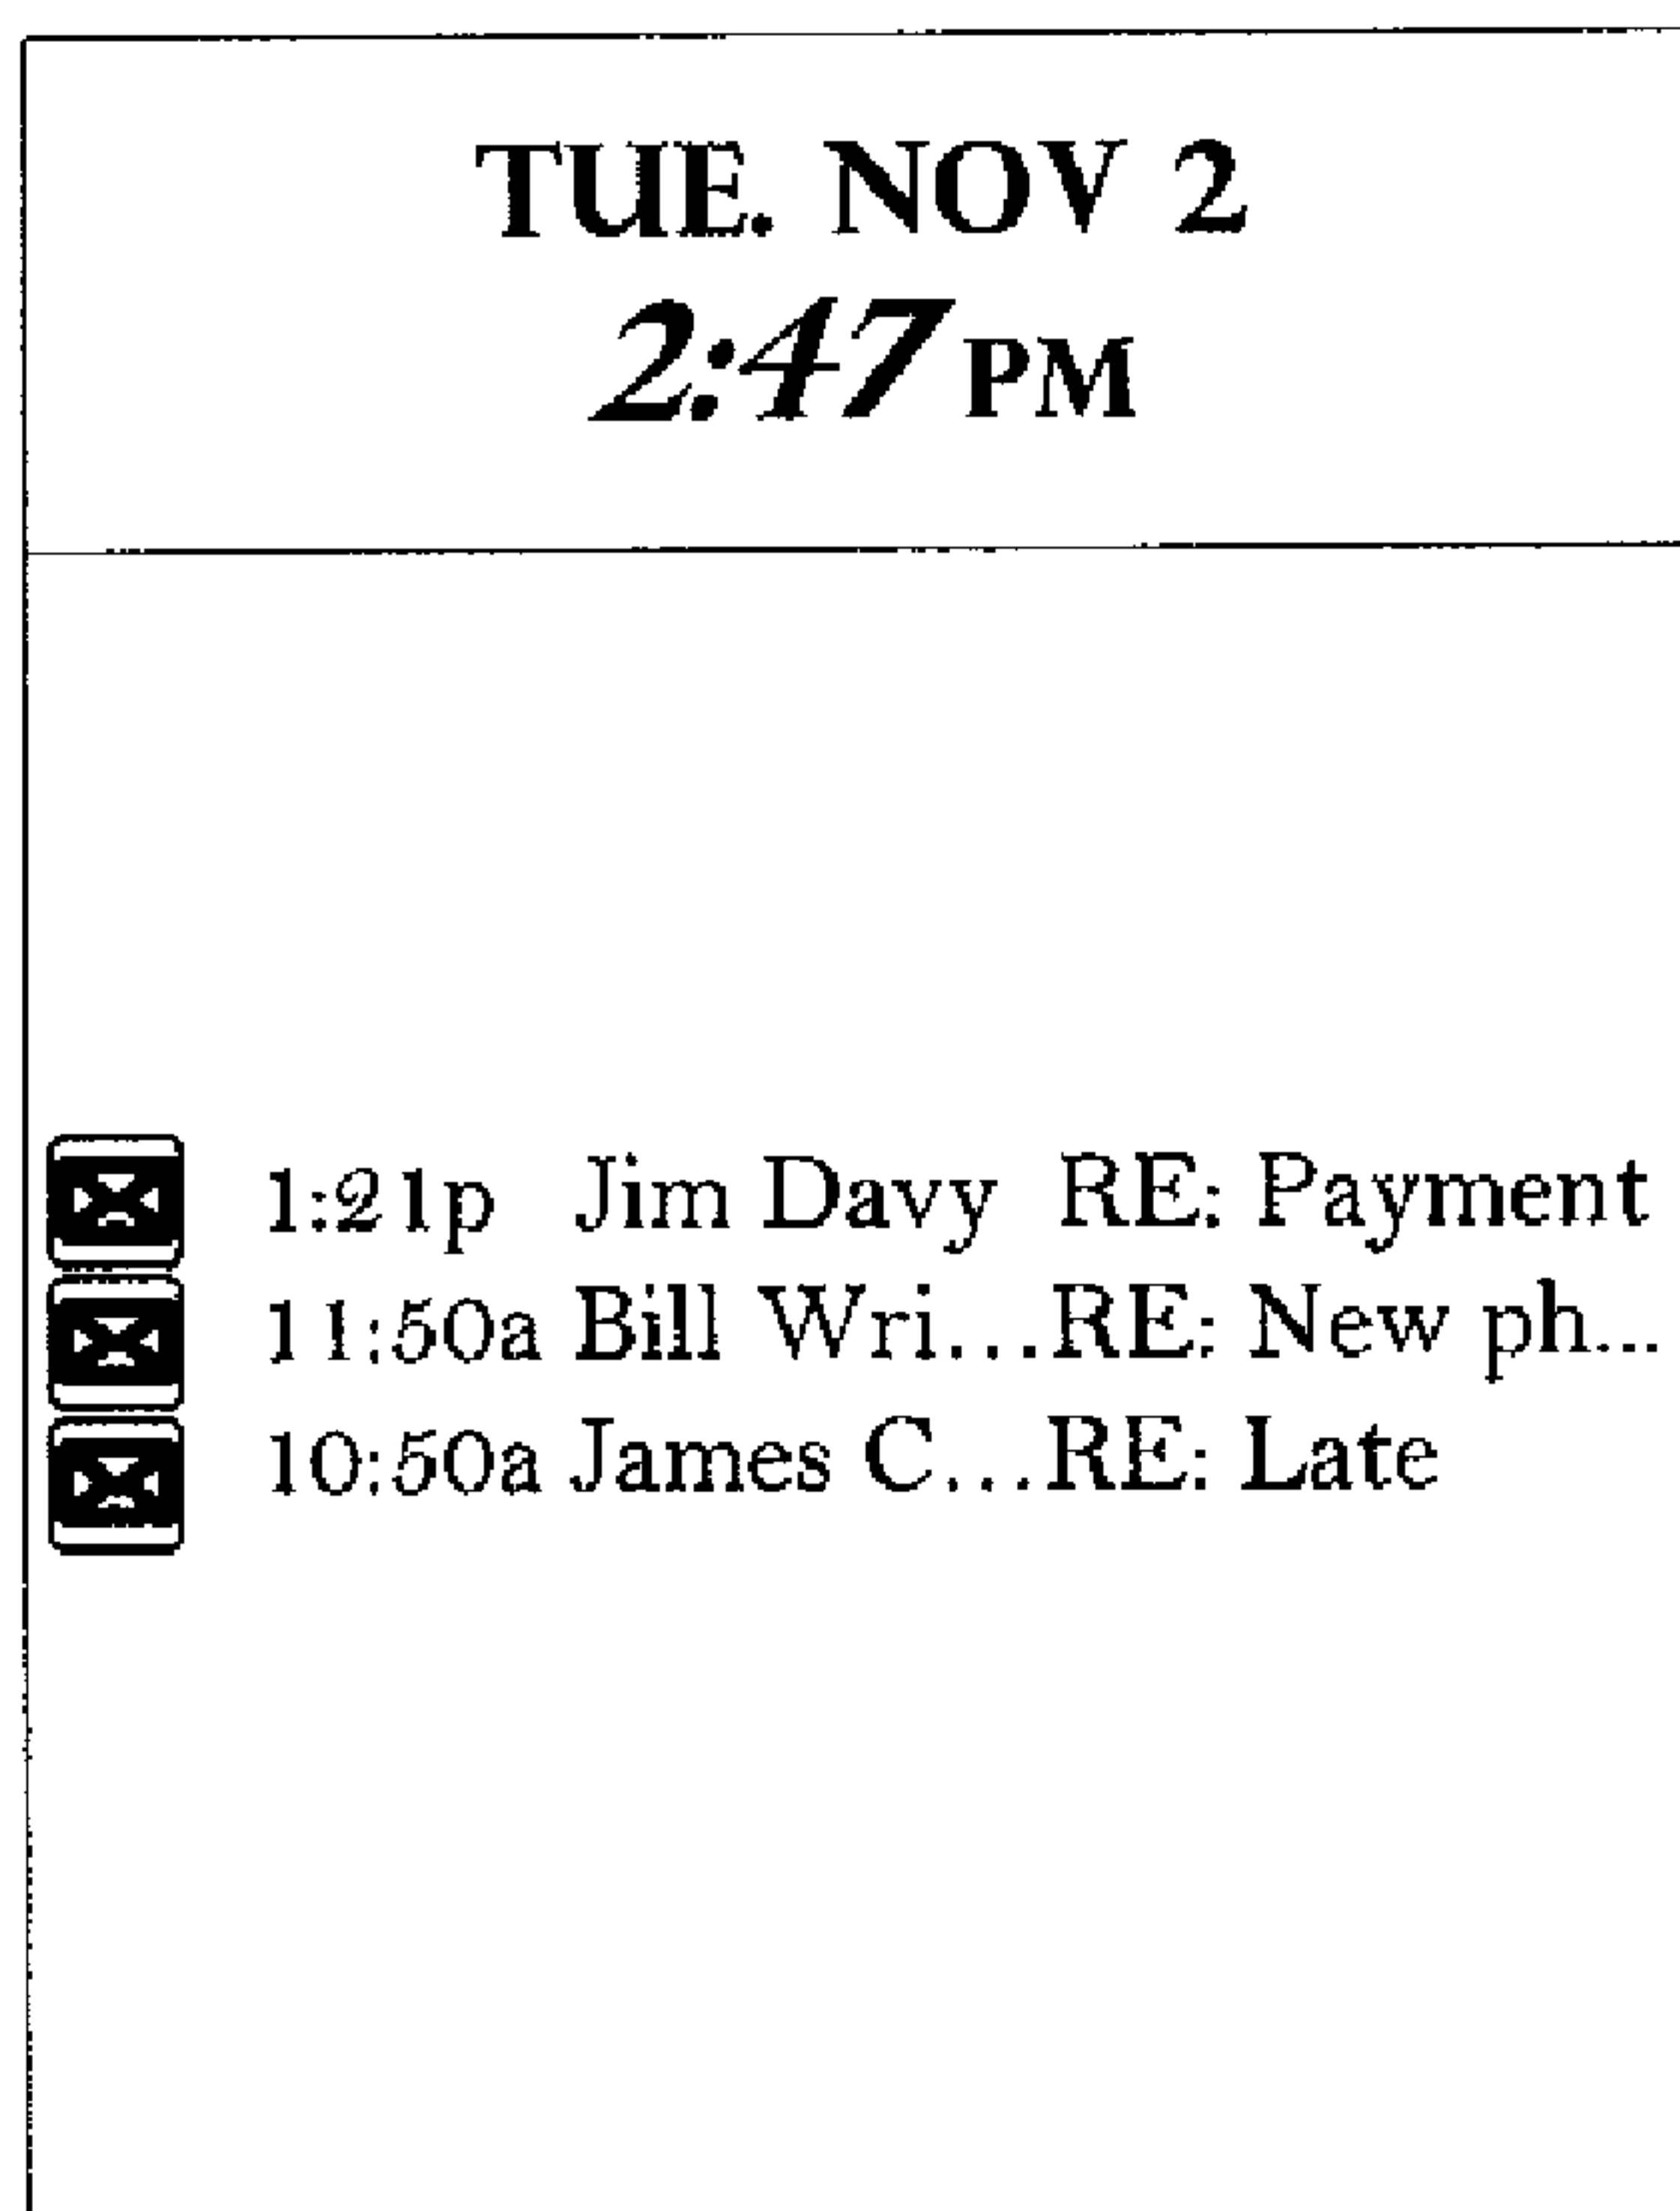 TUE. NOV 2
2:47 PM
1:21p Jim Davy RE: Payment
11:50a Bill Wri...RE: New ph...
10:50a James C...RE: Late